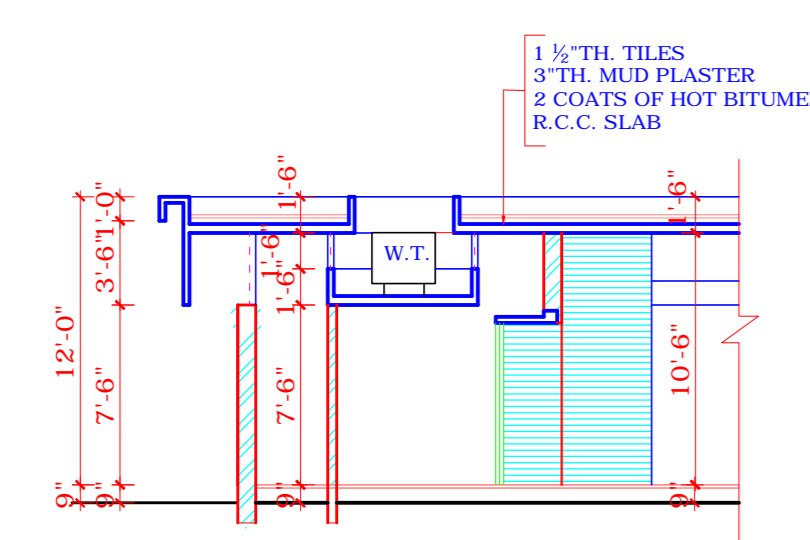 1 ½"TH. TILES
3"TH. MUD PLASTER
2 COATS OF HOT BITUME
R.C.C. SLAB
W.T.
12'-0"
9"
1'-0"
3'-6"
7'-6"
9"
1'-6"
1'-6"
1'-6"
7'-6"
9"
1'-6"
10'-6"
9"